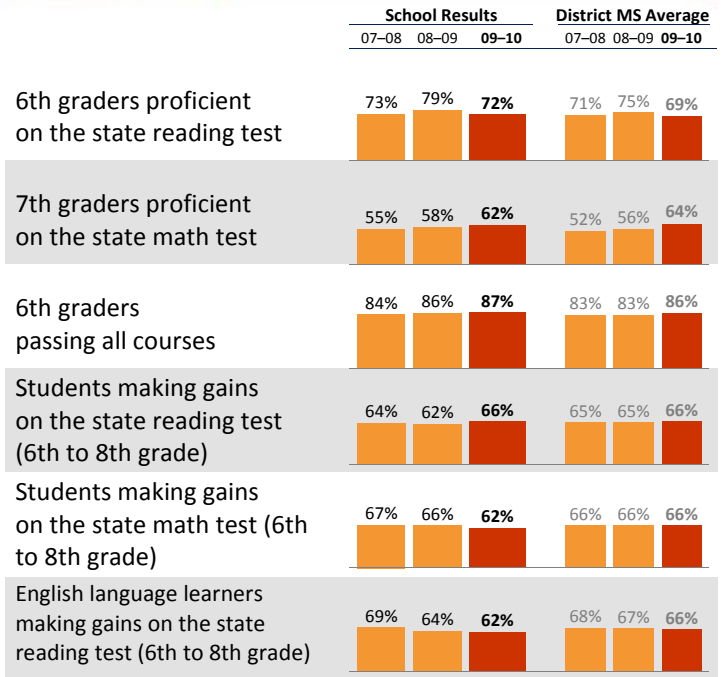 School Results District MS Average
07–08 08–09 09–10 07–08 08–09 09–10
6th graders proficient
on the state reading test
73% 79% 72% 71% 75% 69%
7th graders proficient
on the state math test
55% 58% 62% 52% 56% 64%
6th graders
passing all courses
84% 86% 87% 83% 83% 86%
Students making gains
on the state reading test
(6th to 8th grade)
64% 62% 66% 65% 65% 66%
Students making gains
on the state math test (6th
to 8th grade)
67% 66% 62% 66% 66% 66%
English language learners
making gains on the state
reading test (6th to 8th grade)
69% 64% 62% 68% 67% 66%